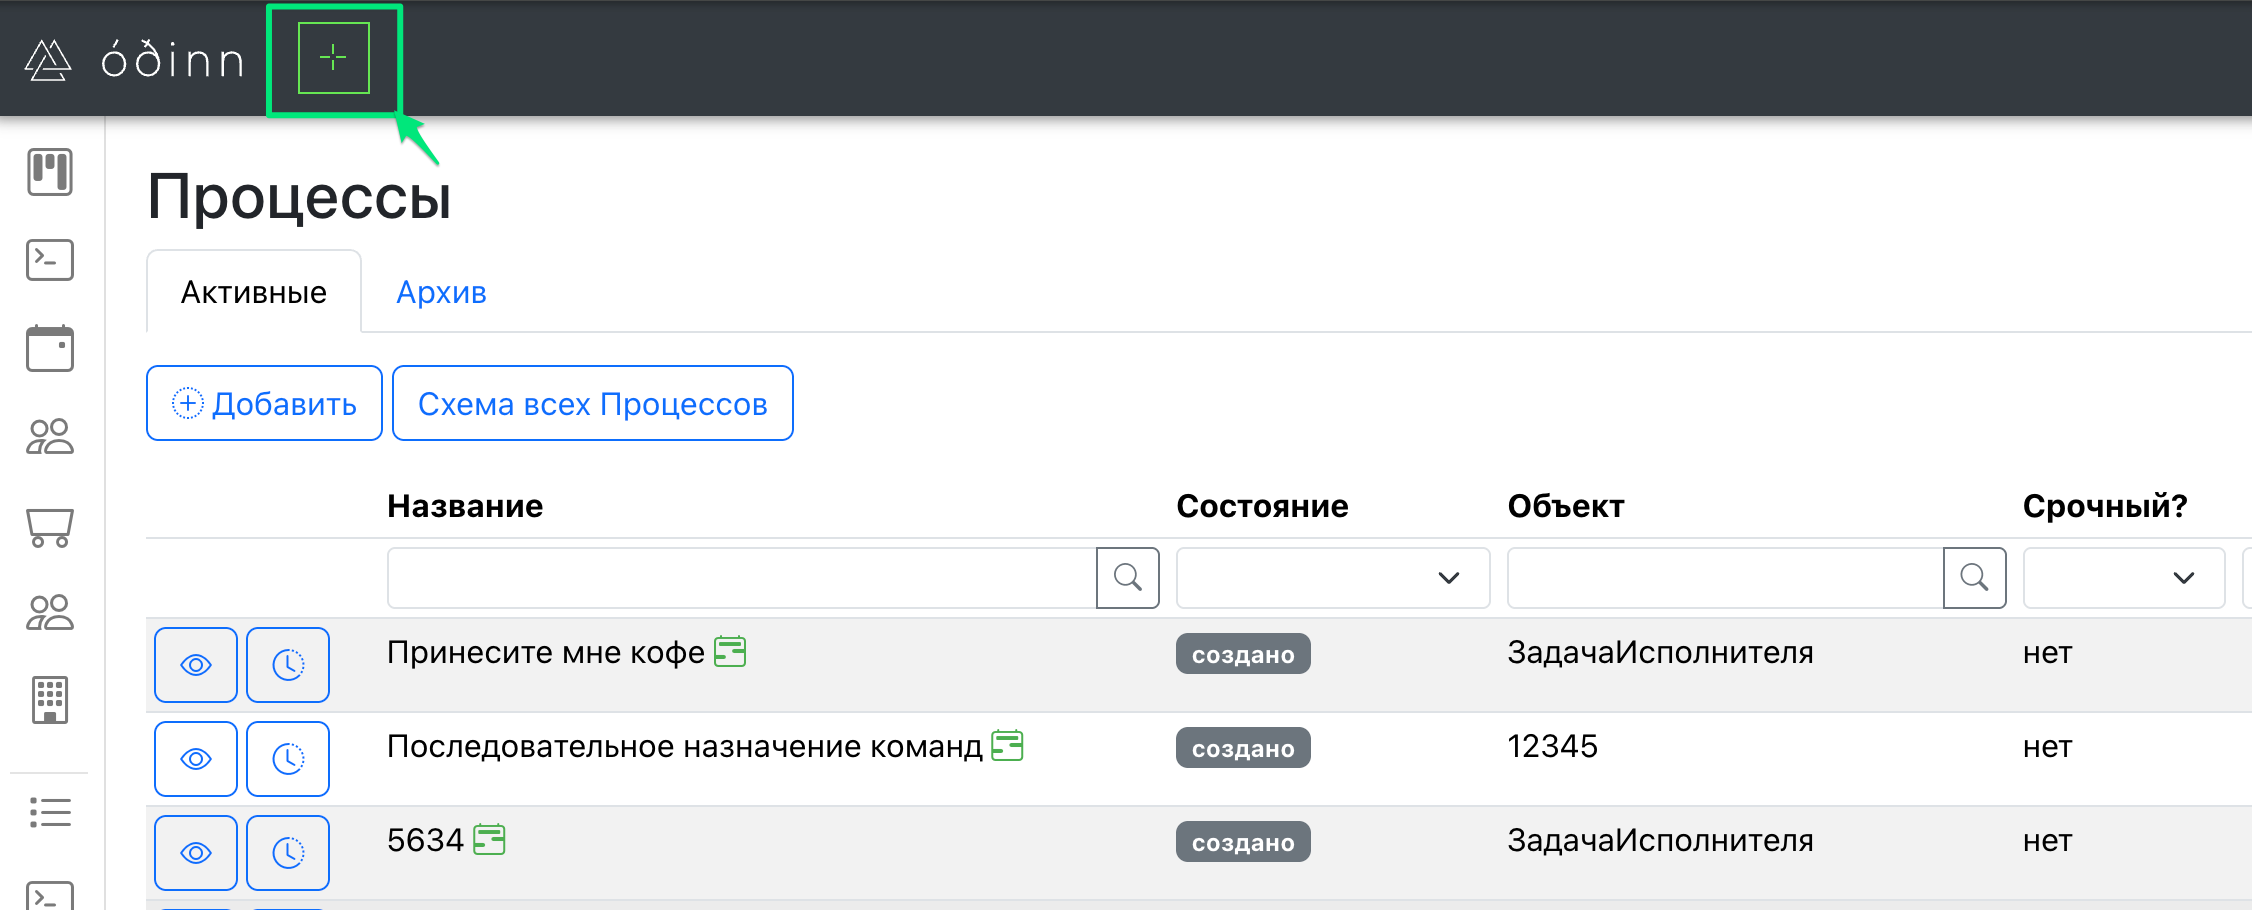 óðinn
Процессы
Активные Архив
Добавить Схема всех Процессов
Название Состояние Объект Срочный?
Принесите мне кофе создано ЗадачаИсполнителя нет
Последовательное назначение команд создано 12345 нет
5634 создано ЗадачаИсполнителя нет